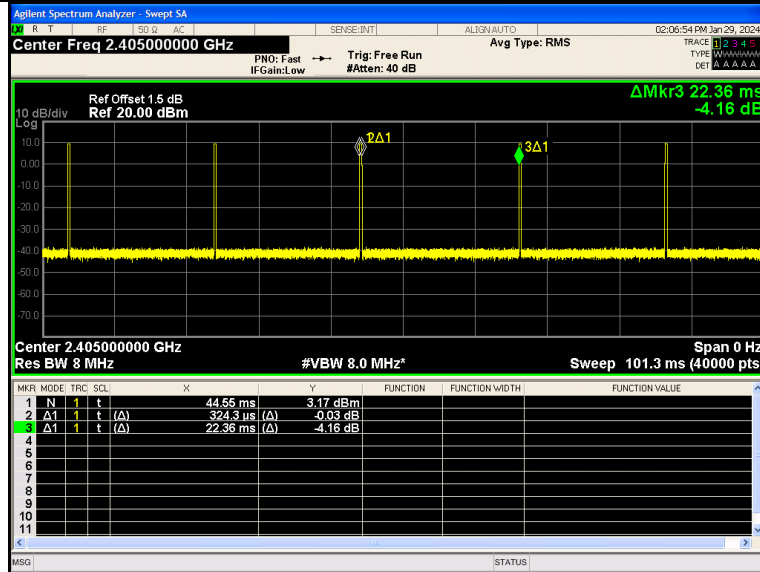 Agilent Spectrum Analyzer - Swept SA
LXI R T RF 50 Ω AC SENSE:INT ALIGN AUTO 02:06:54 PM Jan 29, 2024
Center Freq 2.405000000 GHz
PNO: Fast
IFGain:Low
Trig: Free Run
#Atten: 40 dB
Avg Type: RMS
TRACE 1 2 3 4 5
TYPE
DET A A A A A
ΔMkr3 22.36 ms
-4.16 dB
Ref Offset 1.5 dB
10 dB/div Ref 20.00 dBm
Log
10.0
0.00
-10.0
-20.0
-30.0
-40.0
-50.0
-60.0
-70.0
2Δ1
3Δ1
Center 2.405000000 GHz Span 0 Hz
Res BW 8 MHz #VBW 8.0 MHz* Sweep 101.3 ms (40000 pts
MKR MODE TRC SCL X Y FUNCTION FUNCTION WIDTH FUNCTION VALUE
1 N 1 t 44.55 ms 3.17 dBm
2 Δ1 1 t (Δ) 324.3 µs (Δ) -0.03 dB
3 Δ1 1 t (Δ) 22.36 ms (Δ) -4.16 dB
4
5
6
7
8
9
10
11
MSG STATUS